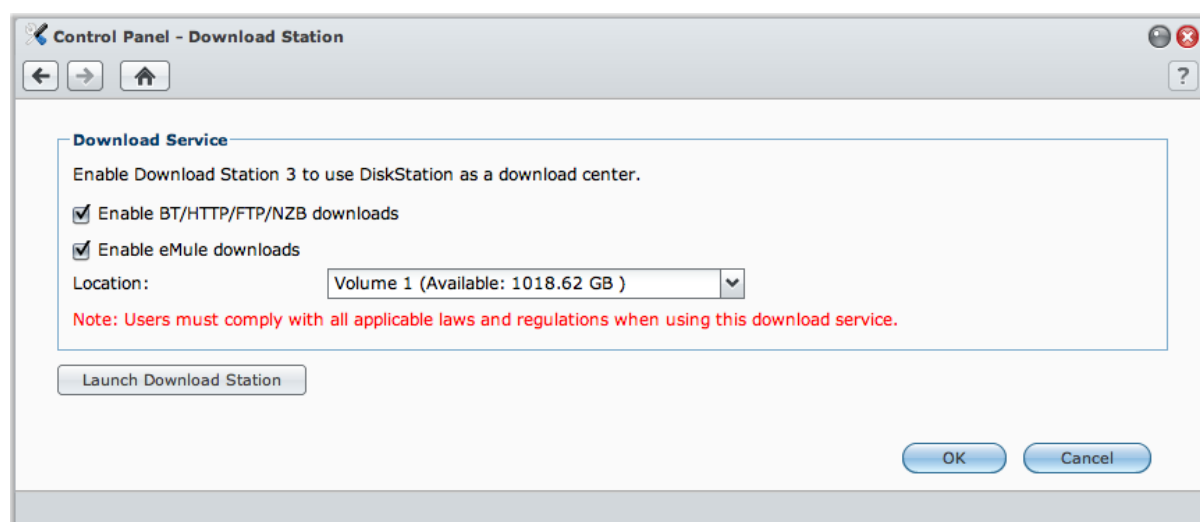 Control Panel - Download Station
?
Download Service
Enable Download Station 3 to use DiskStation as a download center.
Enable BT/HTTP/FTP/NZB downloads
Enable eMule downloads
Location: Volume 1 (Available: 1018.62 GB )
Note: Users must comply with all applicable laws and regulations when using this download service.
Launch Download Station
OK Cancel